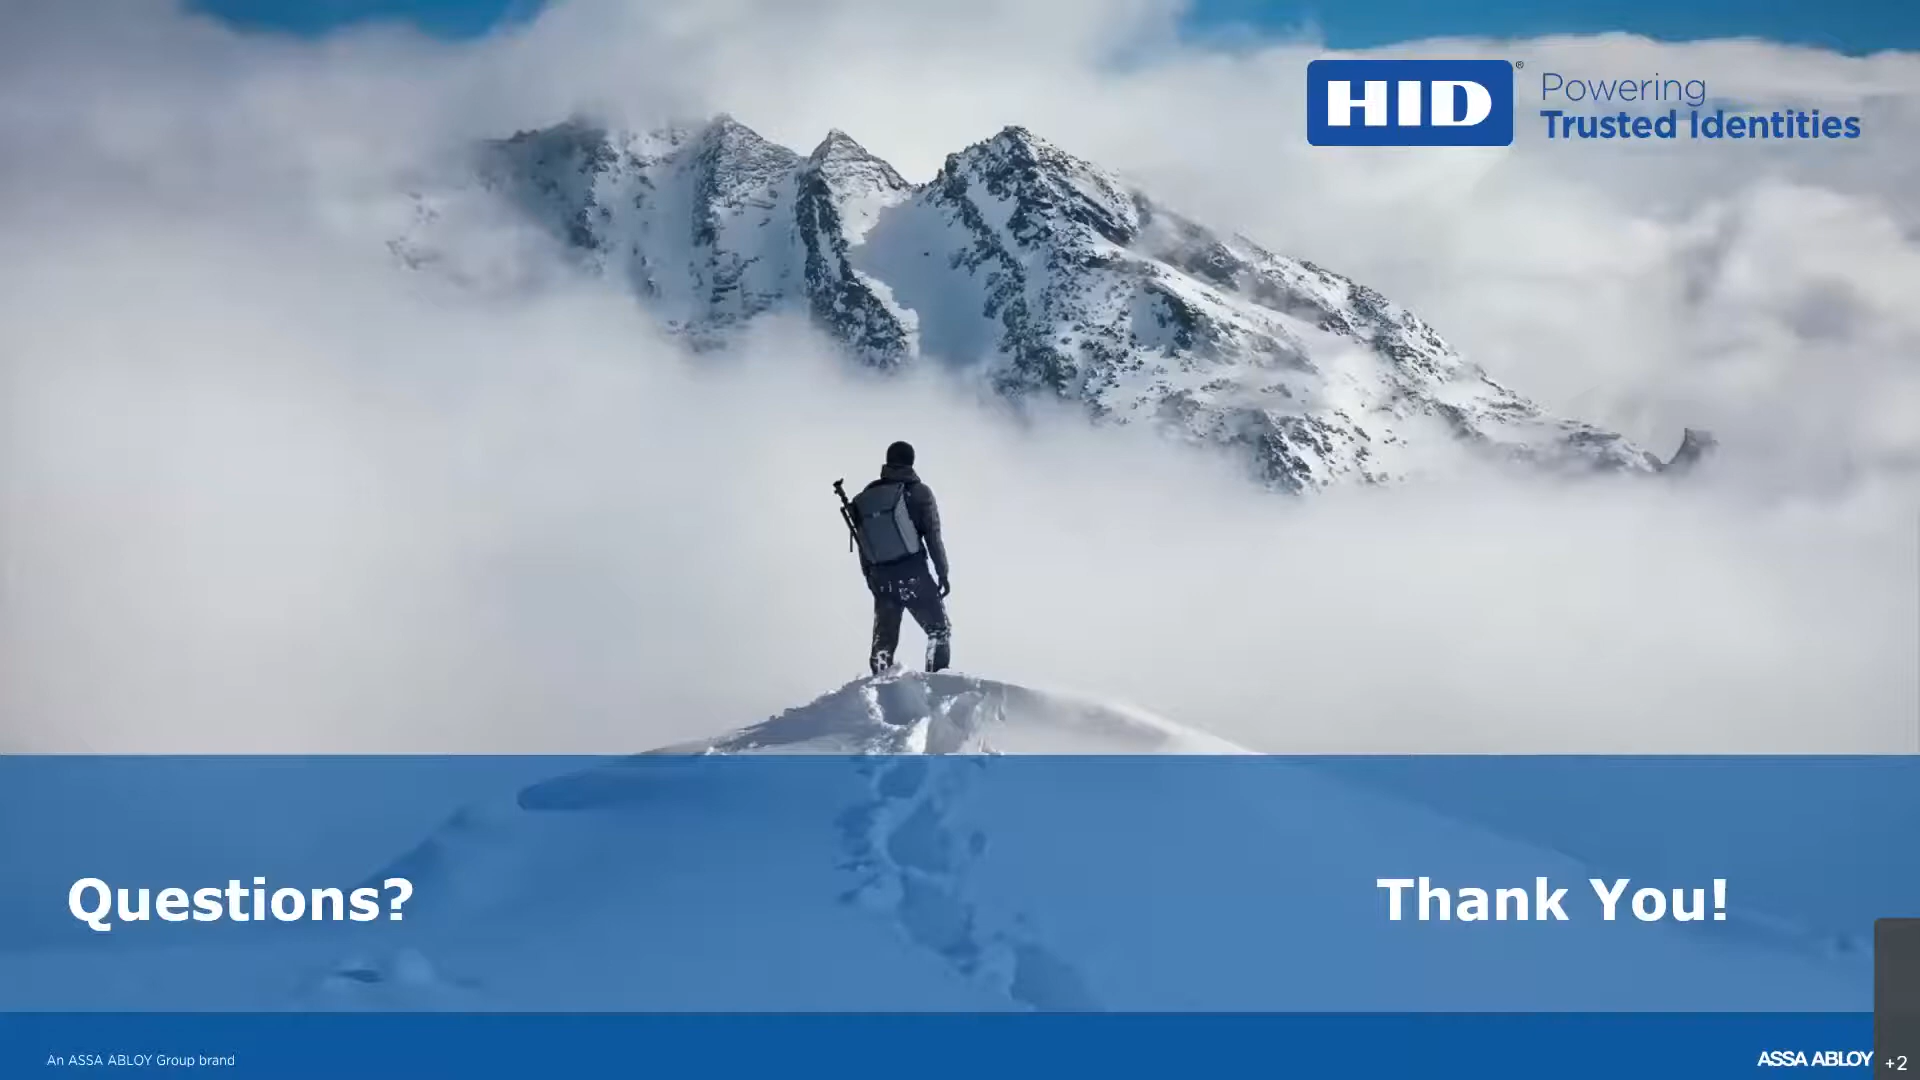 HID®
Powering
Trusted Identities
Questions?
Thank You!
An ASSA ABLOY Group brand
ASSA ABLOY
+2